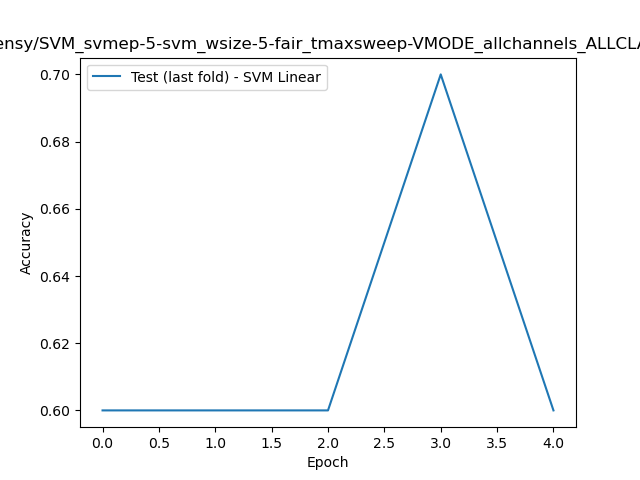 ensy/SVM_svmep-5-svm_wsize-5-fair_tmaxsweep-VMODE_allchannels_ALLCLA
Test (last fold) - SVM Linear
Accuracy
0.70
0.68
0.66
0.64
0.62
0.60
0.0 0.5 1.0 1.5 2.0 2.5 3.0 3.5 4.0
Epoch